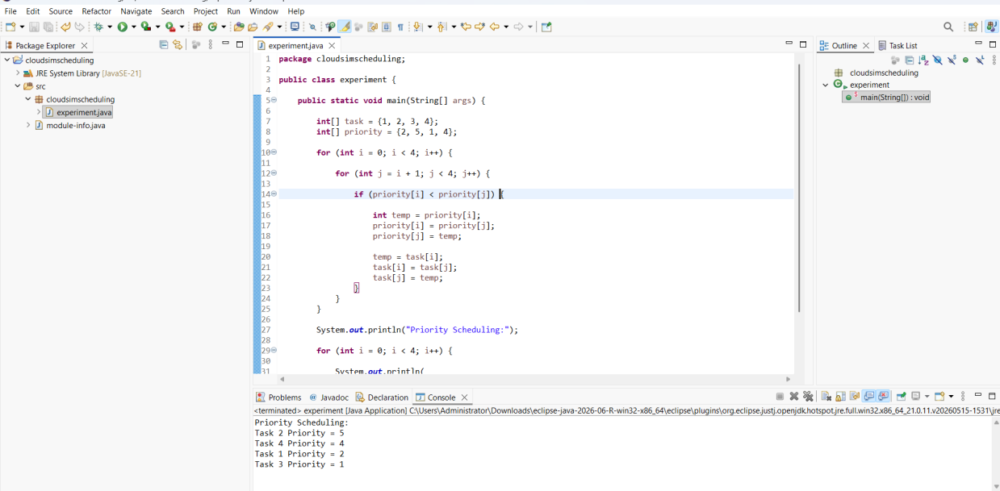 File Edit Source Refactor Navigate Search Project Run Window Help
Package Explorer
cloudsimscheduling
JRE System Library [JavaSE-21]
src
cloudsimscheduling
experiment.java
module-info.java
experiment.java
1 package cloudsimscheduling;
2
3 public class experiment {
4
5 public static void main(String[] args) {
6
7 int[] task = {1, 2, 3, 4};
8 int[] priority = {2, 5, 1, 4};
9
10 for (int i = 0; i < 4; i++) {
11
12 for (int j = i + 1; j < 4; j++) {
13
14 if (priority[i] < priority[j]) {
15
16 int temp = priority[i];
17 priority[i] = priority[j];
18 priority[j] = temp;
19
20 temp = task[i];
21 task[i] = task[j];
22 task[j] = temp;
23 }
24 }
25 }
26
27 System.out.println("Priority Scheduling:");
28
29 for (int i = 0; i < 4; i++) {
30
31 System.out.println(
Outline Task List
cloudsimscheduling
experiment
main(String[]) : void
Problems Javadoc Declaration Console
<terminated> experiment [Java Application] C:\Users\Administrator\Downloads\eclipse-java-2026-06-R-win32-x86_64\eclipse\plugins\org.eclipse.justj.openjdk.hotspot.jre.full.win32.x86_64_21.0.11.v20260515-1531\jre
Priority Scheduling:
Task 2 Priority = 5
Task 4 Priority = 4
Task 1 Priority = 2
Task 3 Priority = 1